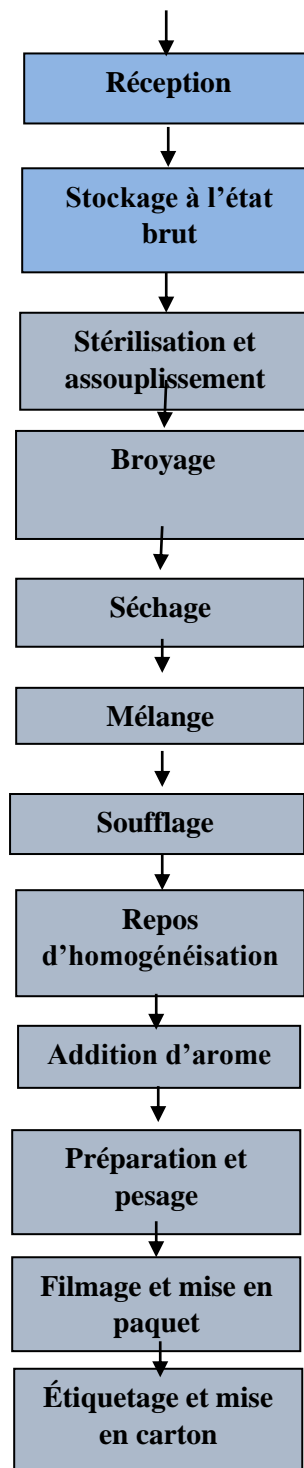 Réception
Stockage à l’état
brut
Stérilisation et
assouplissement
Broyage
Séchage
Mélange
Soufflage
Repos
d’homogénéisation
Addition d’arome
Préparation et
pesage
Filmage et mise en
paquet
Étiquetage et mise
en carton